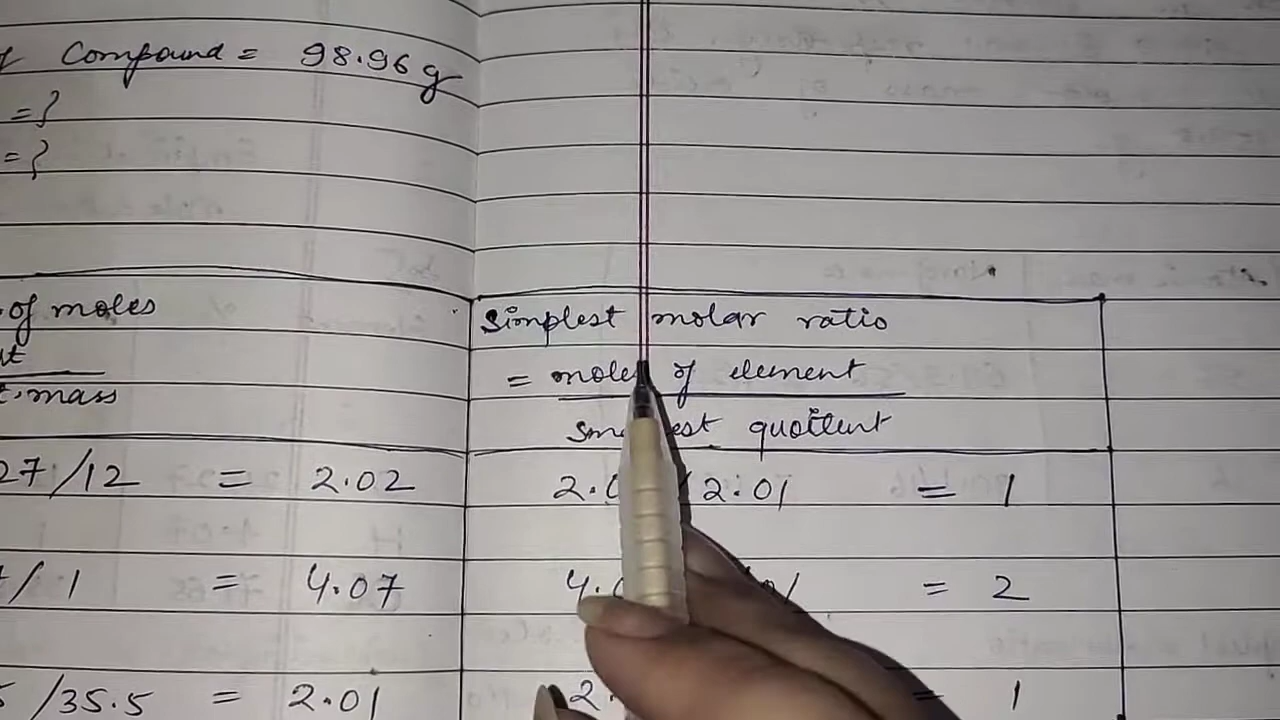 Compound = 98.96 g
= ?
= ?
of moles
mass
Simplest molar ratio
= moles of element
quotient
27/12 = 2.02
/2.01 = 1
/1 = 4.07
= 2
/35.5 = 2.01
= 1